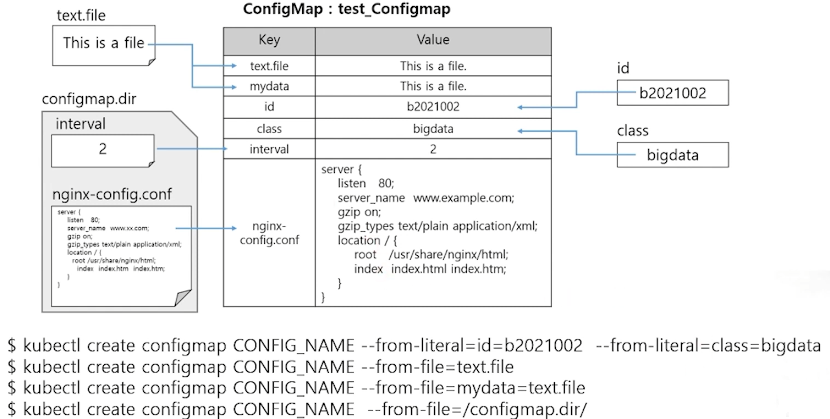 ConfigMap : test_Configmap
text.file
This is a file
Key Value
text.file This is a file.
mydata This is a file.
id b2021002
class bigdata
interval 2
nginx-config.conf
server {
listen 80;
server_name www.example.com;
gzip on;
gzip_types text/plain application/xml;
location / {
root /usr/share/nginx/html;
index index.html index.htm;
}
}
id
b2021002
class
bigdata
configmap.dir
interval
2
nginx-config.conf
server {
listen 80;
server_name www.xx.com;
gzip on;
gzip_types text/plain application/xml;
location / {
root /usr/share/nginx/html;
index index.htm index.htm;
}
}
$ kubectl create configmap CONFIG_NAME --from-literal=id=b2021002 --from-literal=class=bigdata
$ kubectl create configmap CONFIG_NAME --from-file=text.file
$ kubectl create configmap CONFIG_NAME --from-file=mydata=text.file
$ kubectl create configmap CONFIG_NAME --from-file=/configmap.dir/